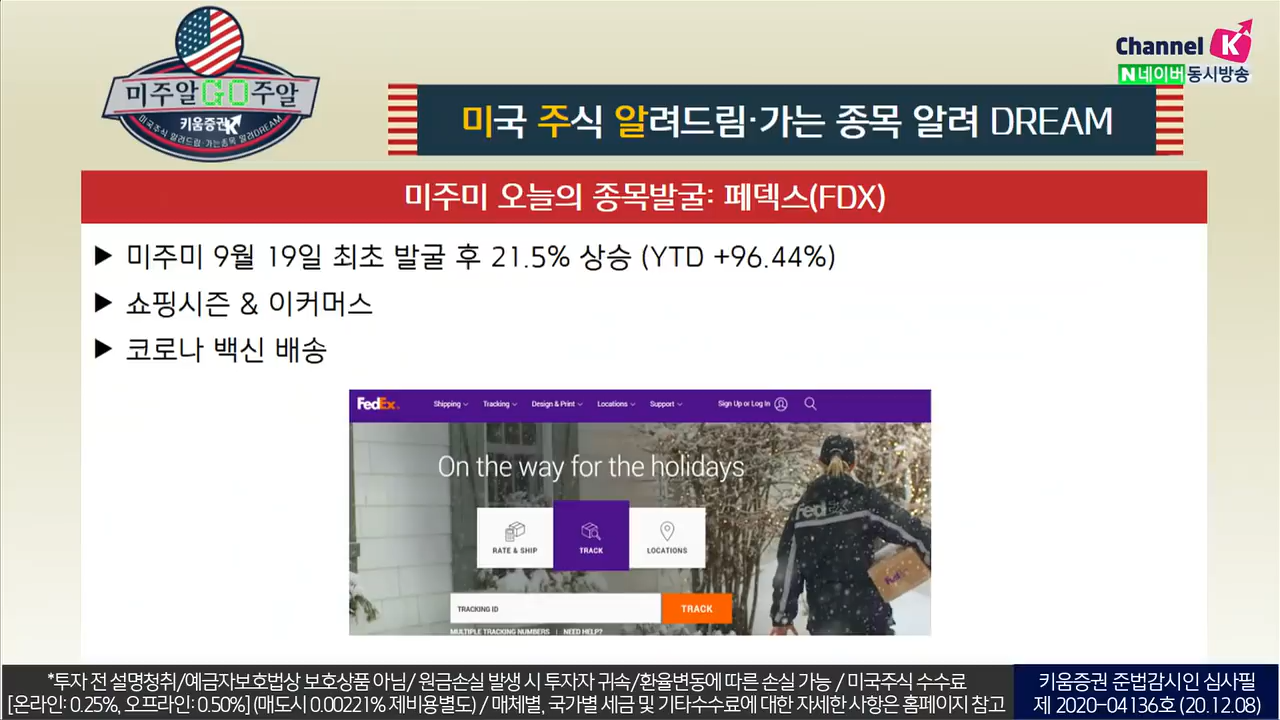 미주알GO주알
키움증권K
미국주식 알려드림·가는종목 알려DREAM
Channel K
N네이버 동시방송
미국 주식 알려드림·가는 종목 알려 DREAM
미주미 오늘의 종목발굴: 페덱스(FDX)
▶ 미주미 9월 19일 최초 발굴 후 21.5% 상승 (YTD +96.44%)
▶ 쇼핑시즌 & 이커머스
▶ 코로나 백신 배송
FedEx Shipping Tracking Design & Print Locations Support Sign Up or Log In
On the way for the holidays
RATE & SHIP TRACK LOCATIONS
TRACKING ID TRACK
MULTIPLE TRACKING NUMBERS | NEED HELP?
FedEx
FedEx
*투자 전 설명청취/예금자보호법상 보호상품 아님/ 원금손실 발생 시 투자자 귀속/환율변동에 따른 손실 가능 / 미국주식 수수료
[온라인: 0.25%, 오프라인: 0.50%] (매도시 0.00221% 제비용별도) / 매체별, 국가별 세금 및 기타수수료에 대한 자세한 사항은 홈페이지 참고
키움증권 준법감시인 심사필
제 2020-04136호 (20.12.08)